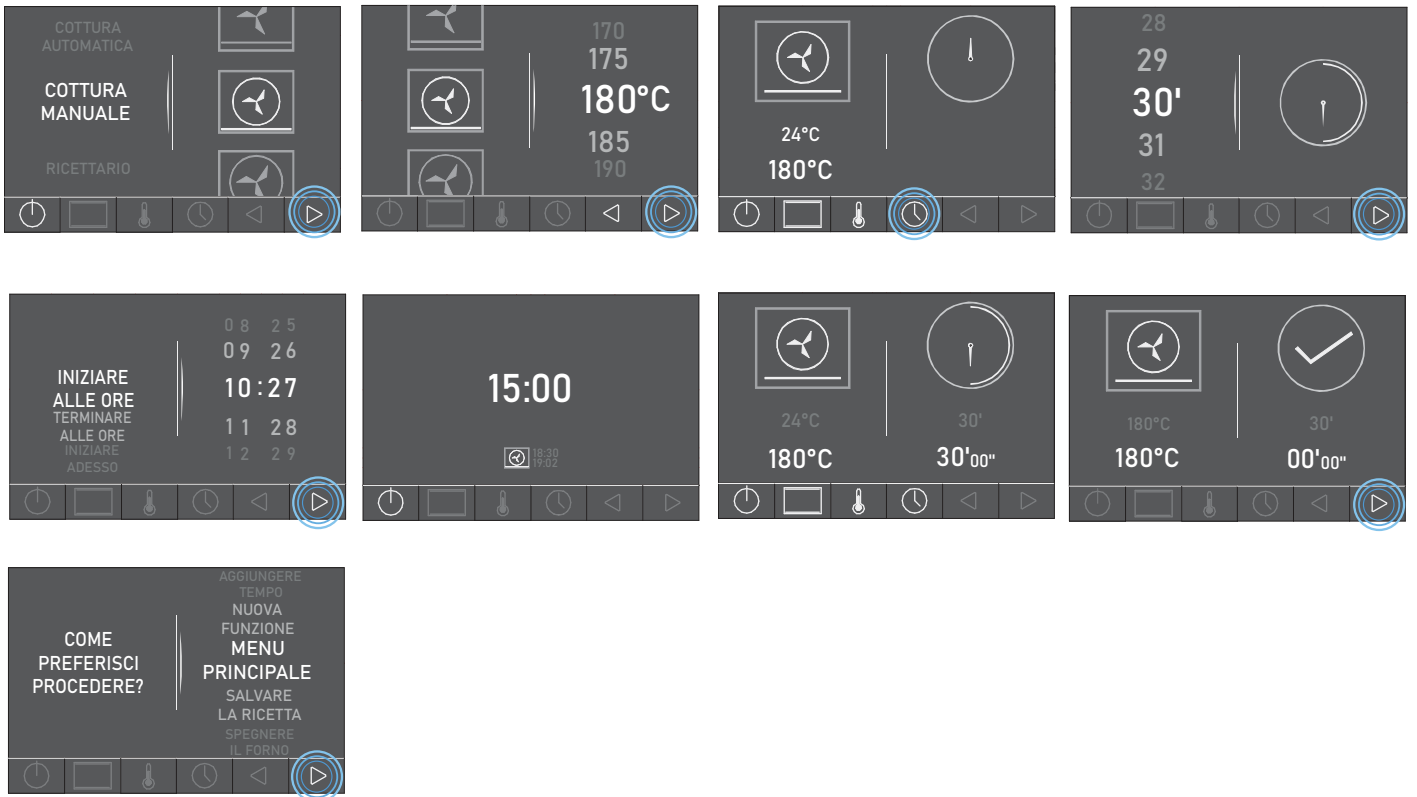 COTTURA
AUTOMATICA
COTTURA
MANUALE
RICETTARIO
170
175
180°C
185
190
24°C
180°C
28
29
30'
31
32
INIZIARE
ALLE ORE
TERMINARE
ALLE ORE
INIZIARE
ADESSO
08 25
09 26
10:27
11 28
12 29
15:00
18:30
19:02
24°C
180°C
30'
30'00"
180°C
180°C
30'
00'00"
COME
PREFERISCI
PROCEDERE?
AGGIUNGERE
TEMPO
NUOVA
FUNZIONE
MENU
PRINCIPALE
SALVARE
LA RICETTA
SPEGNERE
IL FORNO